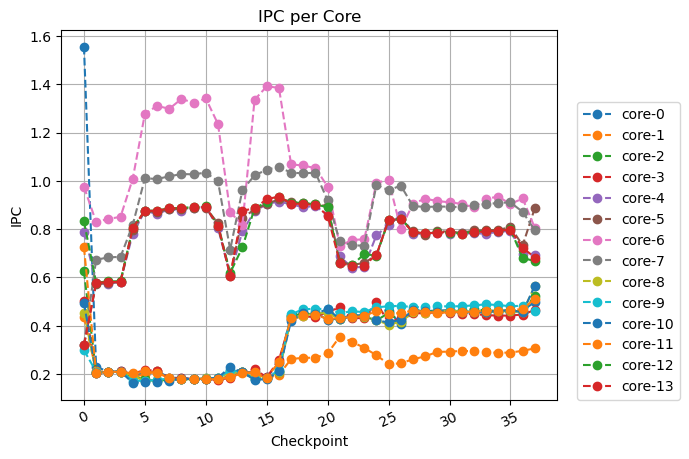 IPC per Core
1.6
1.4
1.2
1.0
0.8
0.6
0.4
0.2
IPC
0
5
10
15
20
25
30
35
Checkpoint
core-0
core-1
core-2
core-3
core-4
core-5
core-6
core-7
core-8
core-9
core-10
core-11
core-12
core-13